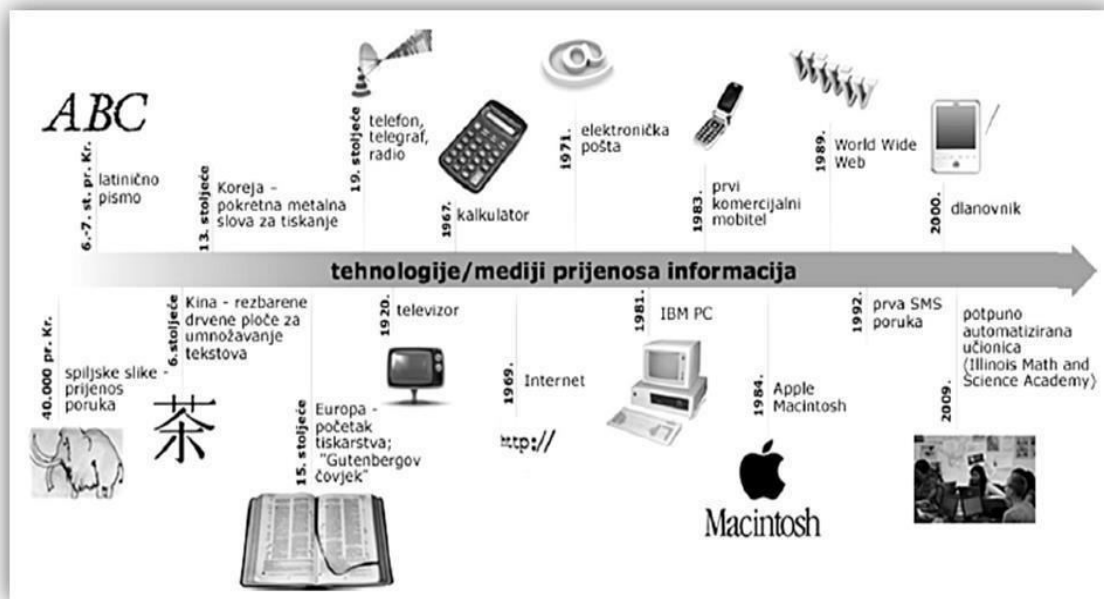 ABC
6.-7. st. pr. Kr.
latinično
pismo
13. stoljeće
Koreja -
pokretna metalna
slova za tiskanje
19. stoljeće
telefon,
telegraf,
radio
1967.
kalkulator
@
1971.
elektronička
pošta
1983.
prvi
komercijalni
mobitel
1989.
World Wide
Web
2000.
dlanovnik
tehnologije/mediji prijenosa informacija
40.000 pr. Kr.
spiljske slike -
prijenos
poruka
6.stoljeće
Kina - rezbarene
drvene ploče za
umnožavanje
tekstova
茶
15. stoljeće
Europa -
početak
tiskarstva;
"Gutenbergov
čovjek"
1920.
televizor
1969.
Internet
http://
1981.
IBM PC
1984.
Apple
Macintosh
Macintosh
1992.
prva SMS
poruka
2009.
potpuno
automatizirana
učionica
(Illinois Math and
Science Academy)